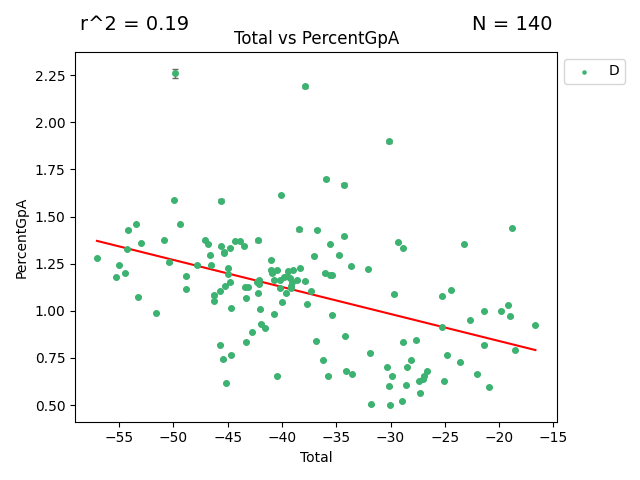 r^2 = 0.19
N = 140
Total vs PercentGpA
D
PercentGpA
2.25
2.00
1.75
1.50
1.25
1.00
0.75
0.50
−55 −50 −45 −40 −35 −30 −25 −20 −15
Total